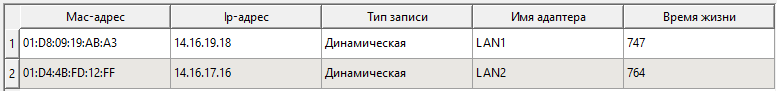 Mac-адрес Ip-адрес Тип записи Имя адаптера Время жизни
1 01:D8:09:19:AB:A3 14.16.19.18 Динамическая LAN1 747
2 01:D4:4B:FD:12:FF 14.16.17.16 Динамическая LAN2 764